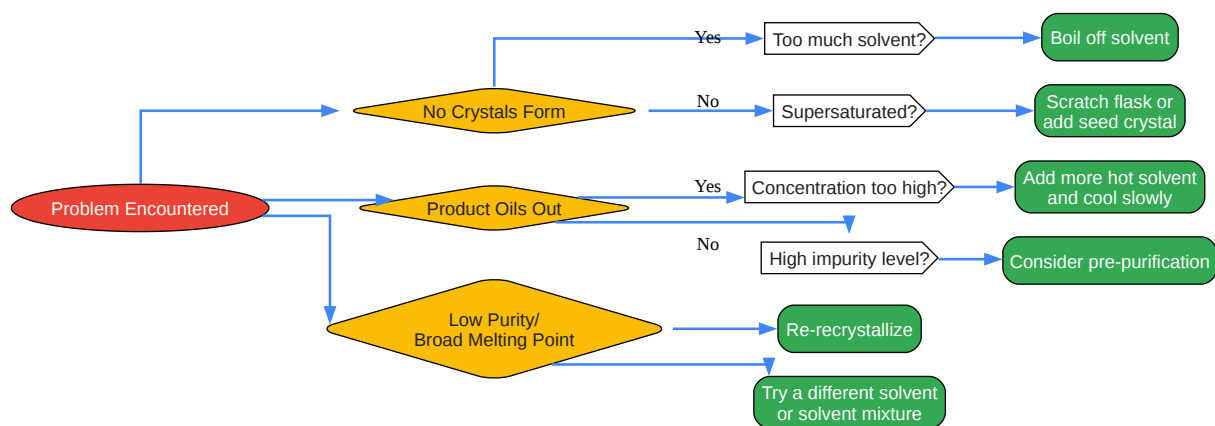 Yes
Too much solvent?
Boil off solvent
No Crystals Form
No
Supersaturated?
Scratch flask or
add seed crystal
Problem Encountered
Product Oils Out
Yes
Concentration too high?
Add more hot solvent
and cool slowly
No
High impurity level?
Consider pre-purification
Low Purity/
Broad Melting Point
Re-recrystallize
Try a different solvent
or solvent mixture